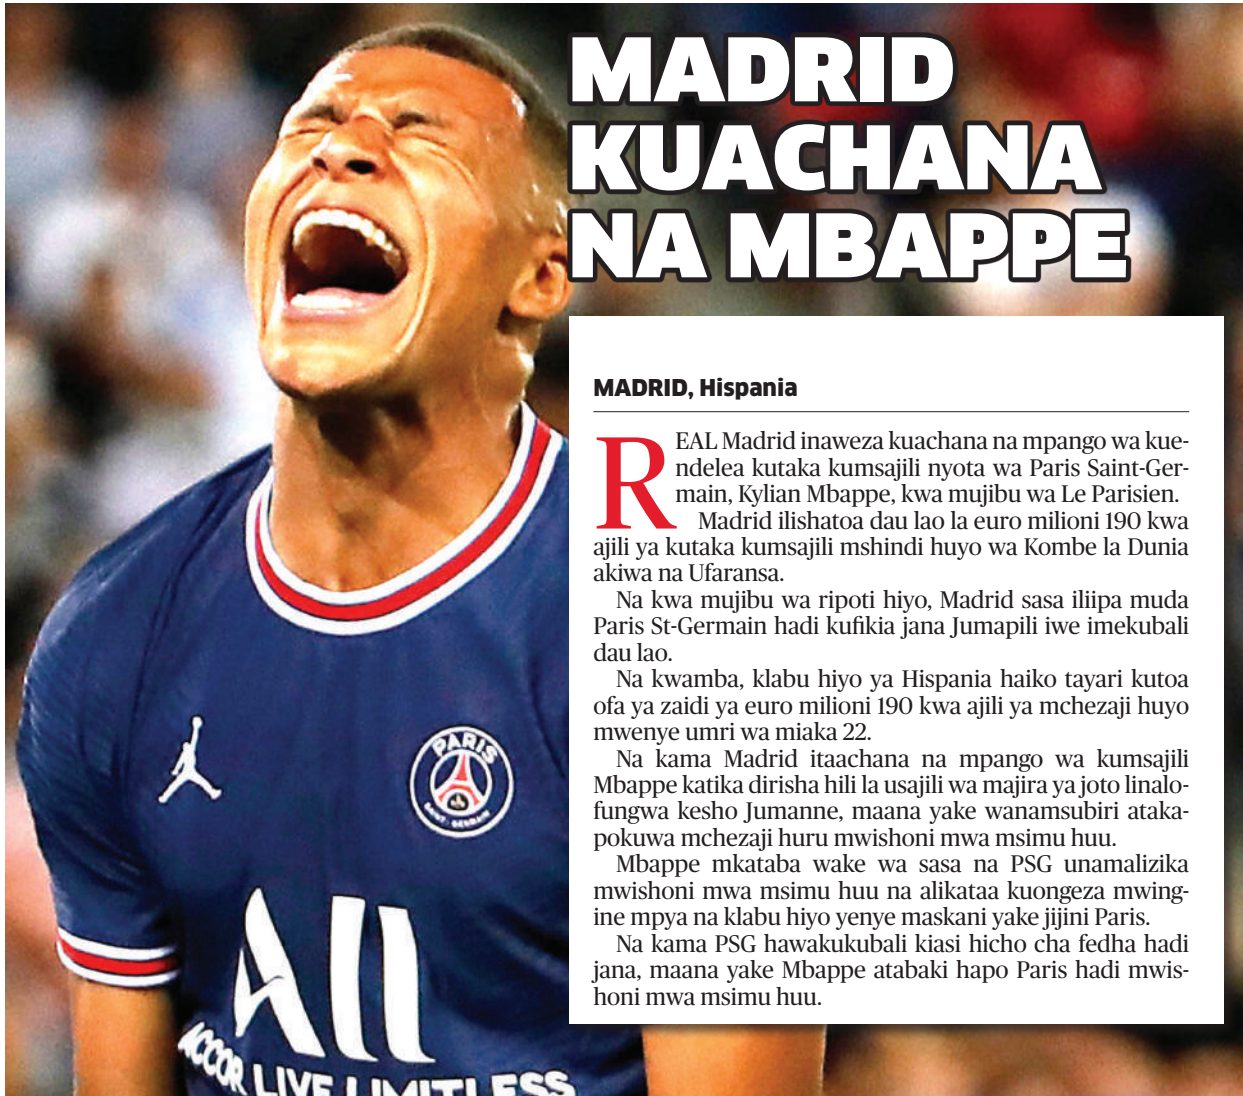 MADRID
KUACHANA
NA MBAPPE
MADRID, Hispania
REAL Madrid inaweza kuachana na mpango wa kue-
ndelea kutaka kumsajili nyota wa Paris Saint-Ger-
main, Kylian Mbappe, kwa mujibu wa Le Parisien.
Madrid ilishatoa dau lao la euro milioni 190 kwa
ajili ya kutaka kumsajili mshindi huyo wa Kombe la Dunia
akiwa na Ufaransa.
Na kwa mujibu wa ripoti hiyo, Madrid sasa iliipa muda
Paris St-Germain hadi kufikia jana Jumapili iwe imekubali
dau lao.
Na kwamba, klabu hiyo ya Hispania haiko tayari kutoa
ofa ya zaidi ya euro milioni 190 kwa ajili ya mchezaji huyo
mwenye umri wa miaka 22.
Na kama Madrid itaachana na mpango wa kumsajili
Mbappe katika dirisha hili la usajili wa majira ya joto linalo-
fungwa kesho Jumanne, maana yake wanamsubiri ataka-
pokuwa mchezaji huru mwishoni mwa msimu huu.
Mbappe mkataba wake wa sasa na PSG unamalizika
mwishoni mwa msimu huu na alikataa kuongeza mwing-
ine mpya na klabu hiyo yenye maskani yake jijini Paris.
Na kama PSG hawakukubali kiasi hicho cha fedha hadi
jana, maana yake Mbappe atabaki hapo Paris hadi mwis-
honi mwa msimu huu.
PARIS
SAINT-GERMAIN
All
ACCOR LIVE LIMITLESS